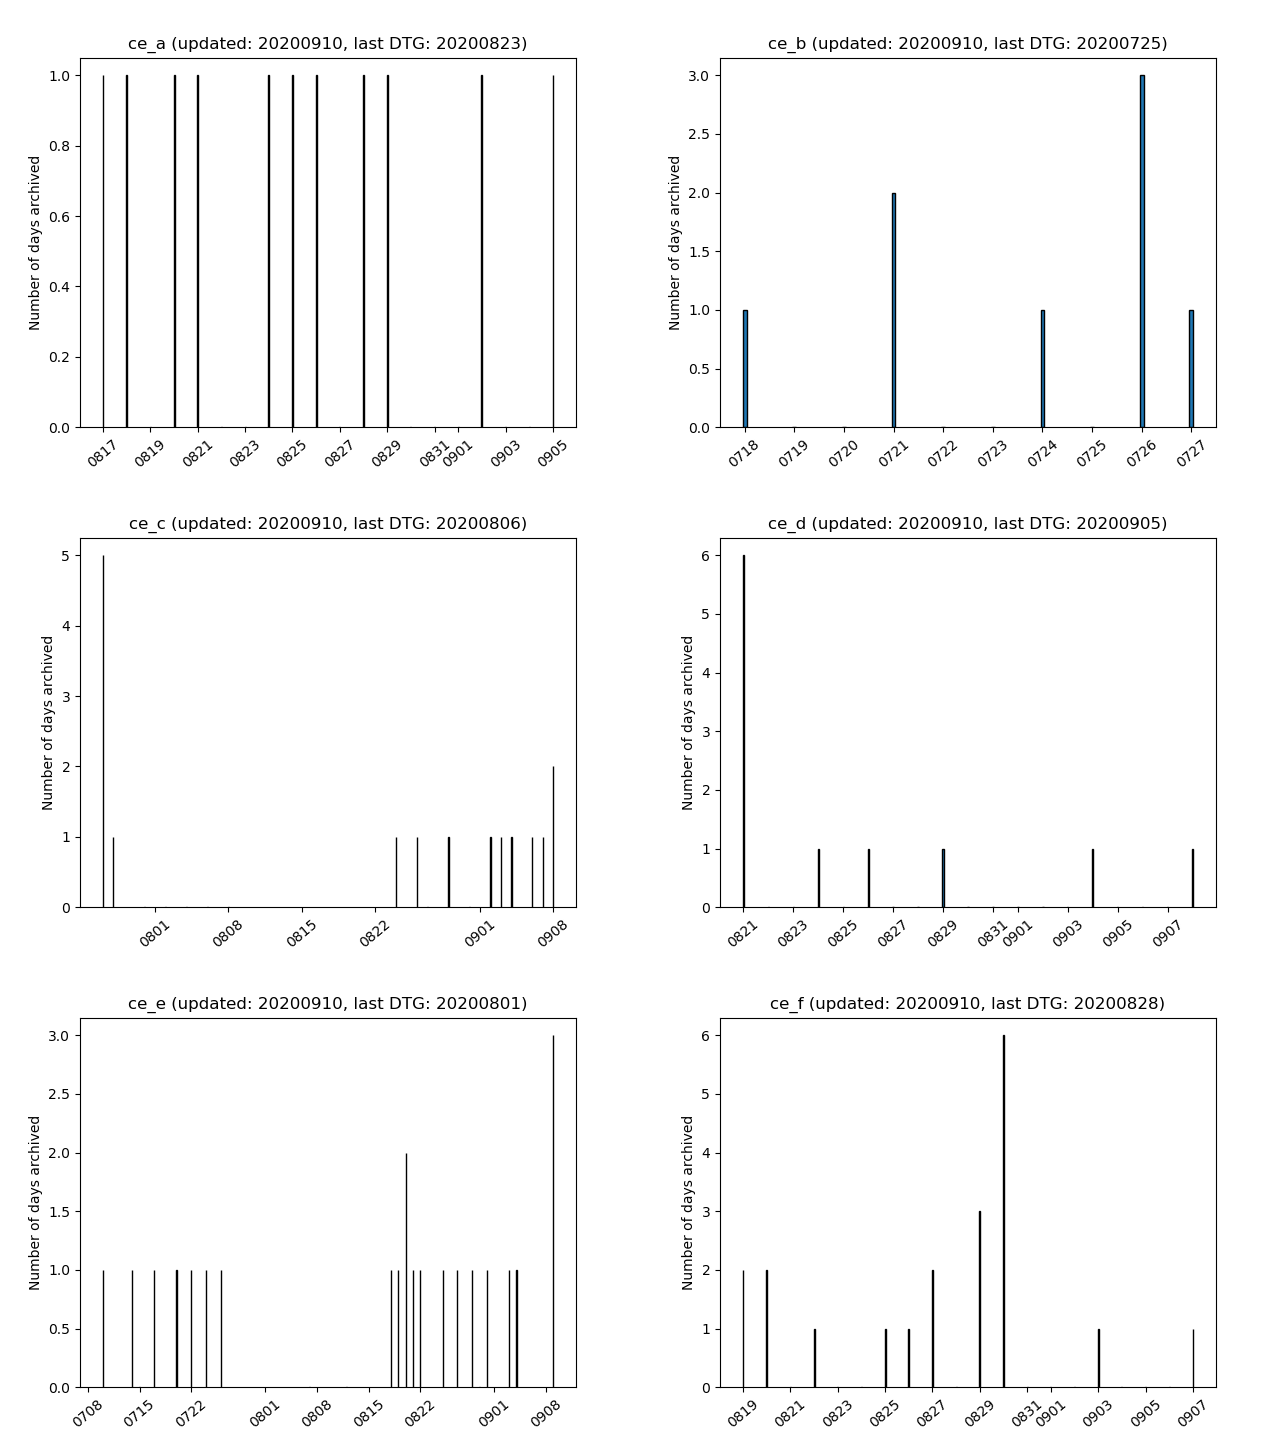 ce_a (updated: 20200910, last DTG: 20200823)
Number of days archived
1.0
0.8
0.6
0.4
0.2
0.0
0817 0819 0821 0823 0825 0827 0829 0831 0901 0903 0905
ce_b (updated: 20200910, last DTG: 20200725)
Number of days archived
3.0
2.5
2.0
1.5
1.0
0.5
0.0
0718 0719 0720 0721 0722 0723 0724 0725 0726 0727
ce_c (updated: 20200910, last DTG: 20200806)
Number of days archived
5
4
3
2
1
0
0801 0808 0815 0822 0901 0908
ce_d (updated: 20200910, last DTG: 20200905)
Number of days archived
6
5
4
3
2
1
0
0821 0823 0825 0827 0829 0831 0901 0903 0905 0907
ce_e (updated: 20200910, last DTG: 20200801)
Number of days archived
3.0
2.5
2.0
1.5
1.0
0.5
0.0
0708 0715 0722 0801 0808 0815 0822 0901 0908
ce_f (updated: 20200910, last DTG: 20200828)
Number of days archived
6
5
4
3
2
1
0
0819 0821 0823 0825 0827 0829 0831 0901 0903 0905 0907